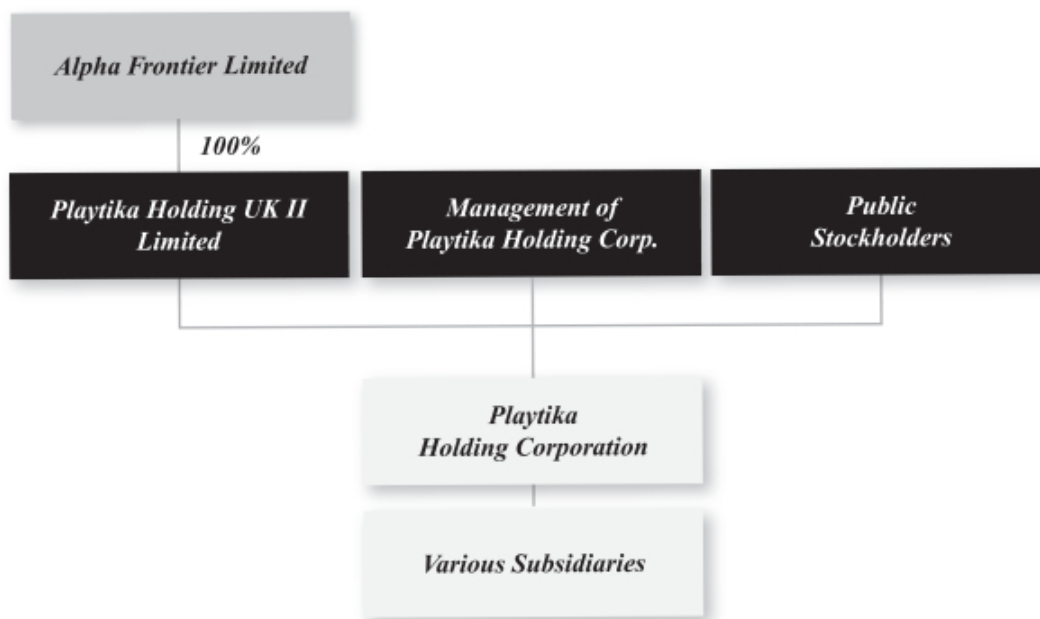 Alpha Frontier Limited
100%
Playtika Holding UK II
Limited
Management of
Playtika Holding Corp.
Public
Stockholders
Playtika
Holding Corporation
Various Subsidiaries